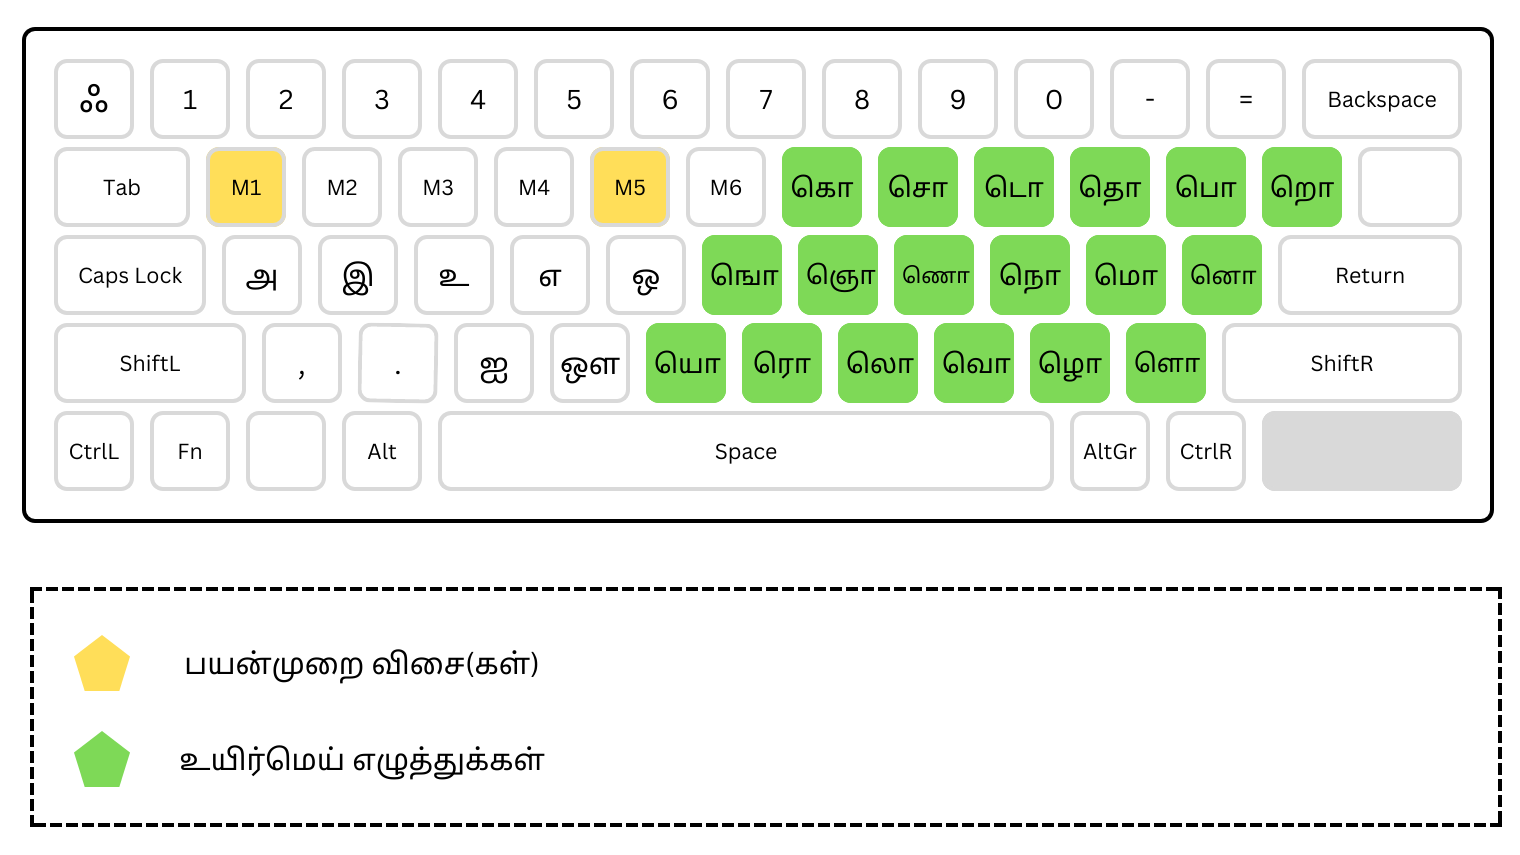 ஃ 1 2 3 4 5 6 7 8 9 0 - = Backspace
Tab M1 M2 M3 M4 M5 M6 கொ சொ டொ தொ பொ றொ
Caps Lock அ இ உ எ ஒ ஙொ ஞொ ணொ நொ மொ னொ Return
ShiftL , . ஐ ஒள யொ ரொ லொ வொ ழொ ளொ ShiftR
CtrlL Fn Alt Space AltGr CtrlR
பயன்முறை விசை(கள்)
உயிர்மெய் எழுத்துக்கள்